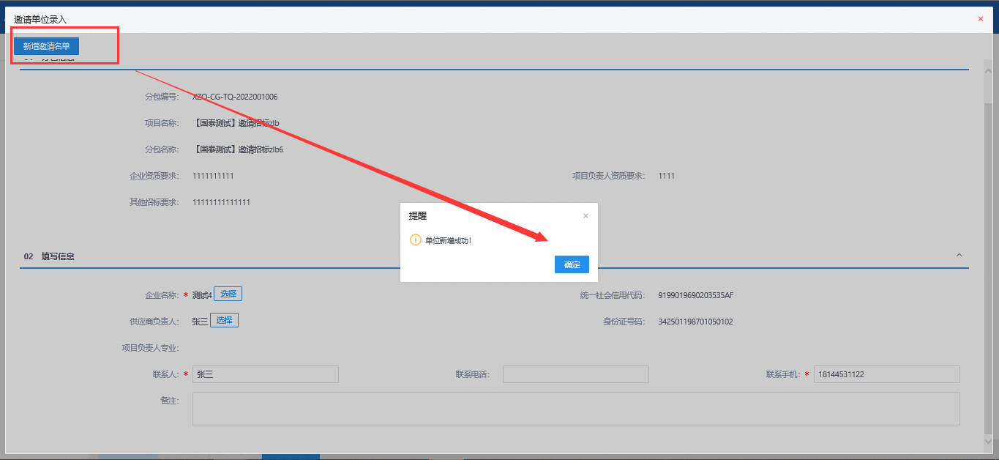 邀请单位录入
新增邀请名单
分包编号: XZQ-CG-TQ-2022001006
项目名称: 【国泰测试】邀请招标zlb
分包名称: 【国泰测试】邀请招标zlb6
企业资质要求: 1111111111 项目负责人资质要求: 1111
其他招标要求: 11111111111111
提醒
单位新增成功!
确定
02 填写信息
企业名称: * 测试4 选择 统一社会信用代码: 9199019690203535AF
供应商负责人: 张三 选择 身份证号码: 342501198701050102
项目负责人专业:
联系人: * 张三 联系电话: 联系手机: * 18144531122
备注: